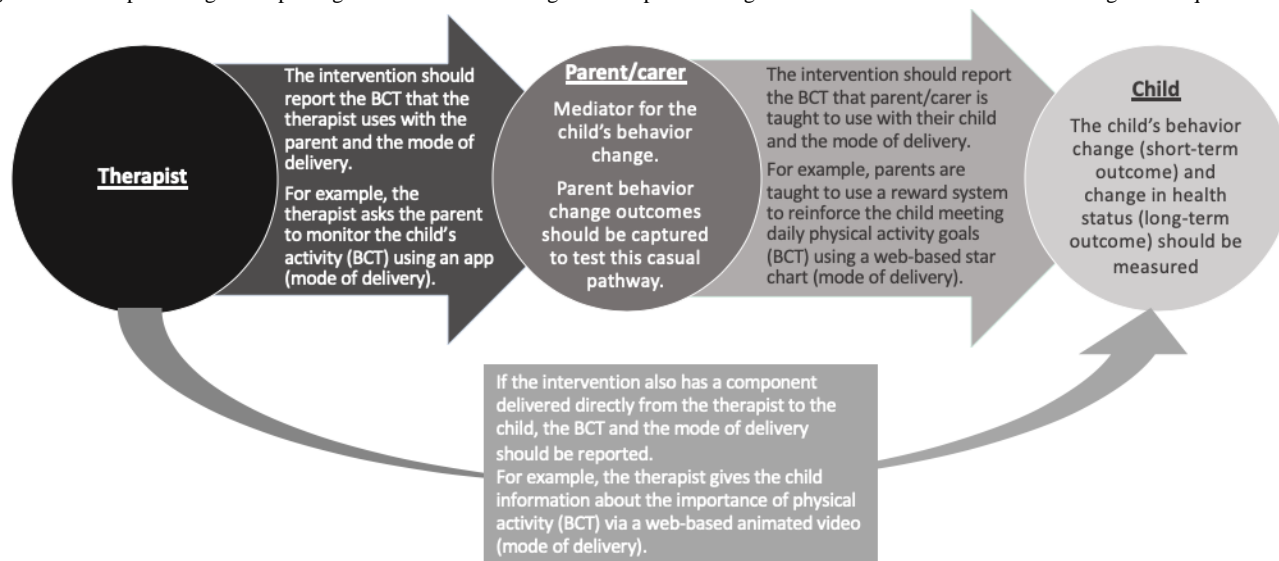 Therapist
The intervention should
report the BCT that the
therapist uses with the
parent and the mode of
delivery.
For example, the
therapist asks the parent
to monitor the child's
activity (BCT) using an app
(mode of delivery).
Parent/carer
Mediator for the
child's behavior
change.
Parent behavior
change outcomes
should be captured
to test this casual
pathway.
The intervention should report
the BCT that parent/carer is
taught to use with their child
and the mode of delivery.
For example, parents are
taught to use a reward system
to reinforce the child meeting
daily physical activity goals
(BCT) using a web-based star
chart (mode of delivery).
Child
The child's behavior
change (short-term
outcome) and
change in health
status (long-term
outcome) should be
measured
If the intervention also has a component
delivered directly from the therapist to the
child, the BCT and the mode of delivery
should be reported.
For example, the therapist gives the child
information about the importance of physical
activity (BCT) via a web-based animated video
(mode of delivery).